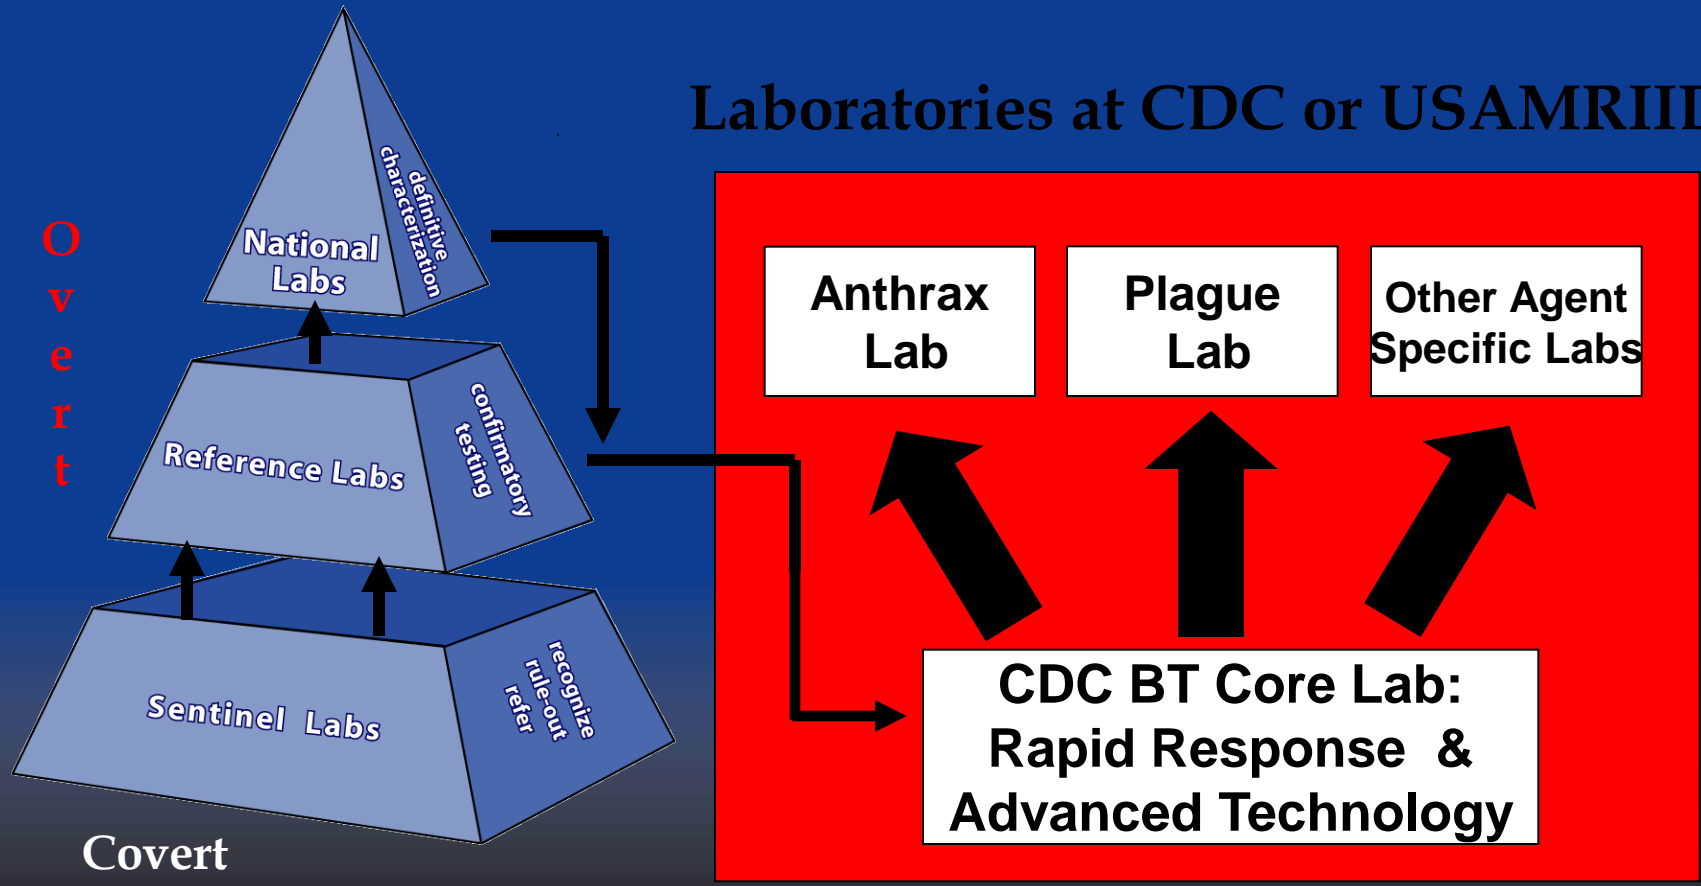 Laboratories at CDC or USAMRIID
O
v
e
r
t
National
Labs
definitive
characterization
Reference Labs
confirmatory
testing
Sentinel Labs
recognize
rule-out
refer
Covert
Anthrax
Lab
Plague
Lab
Other Agent
Specific Labs
CDC BT Core Lab:
Rapid Response &
Advanced Technology